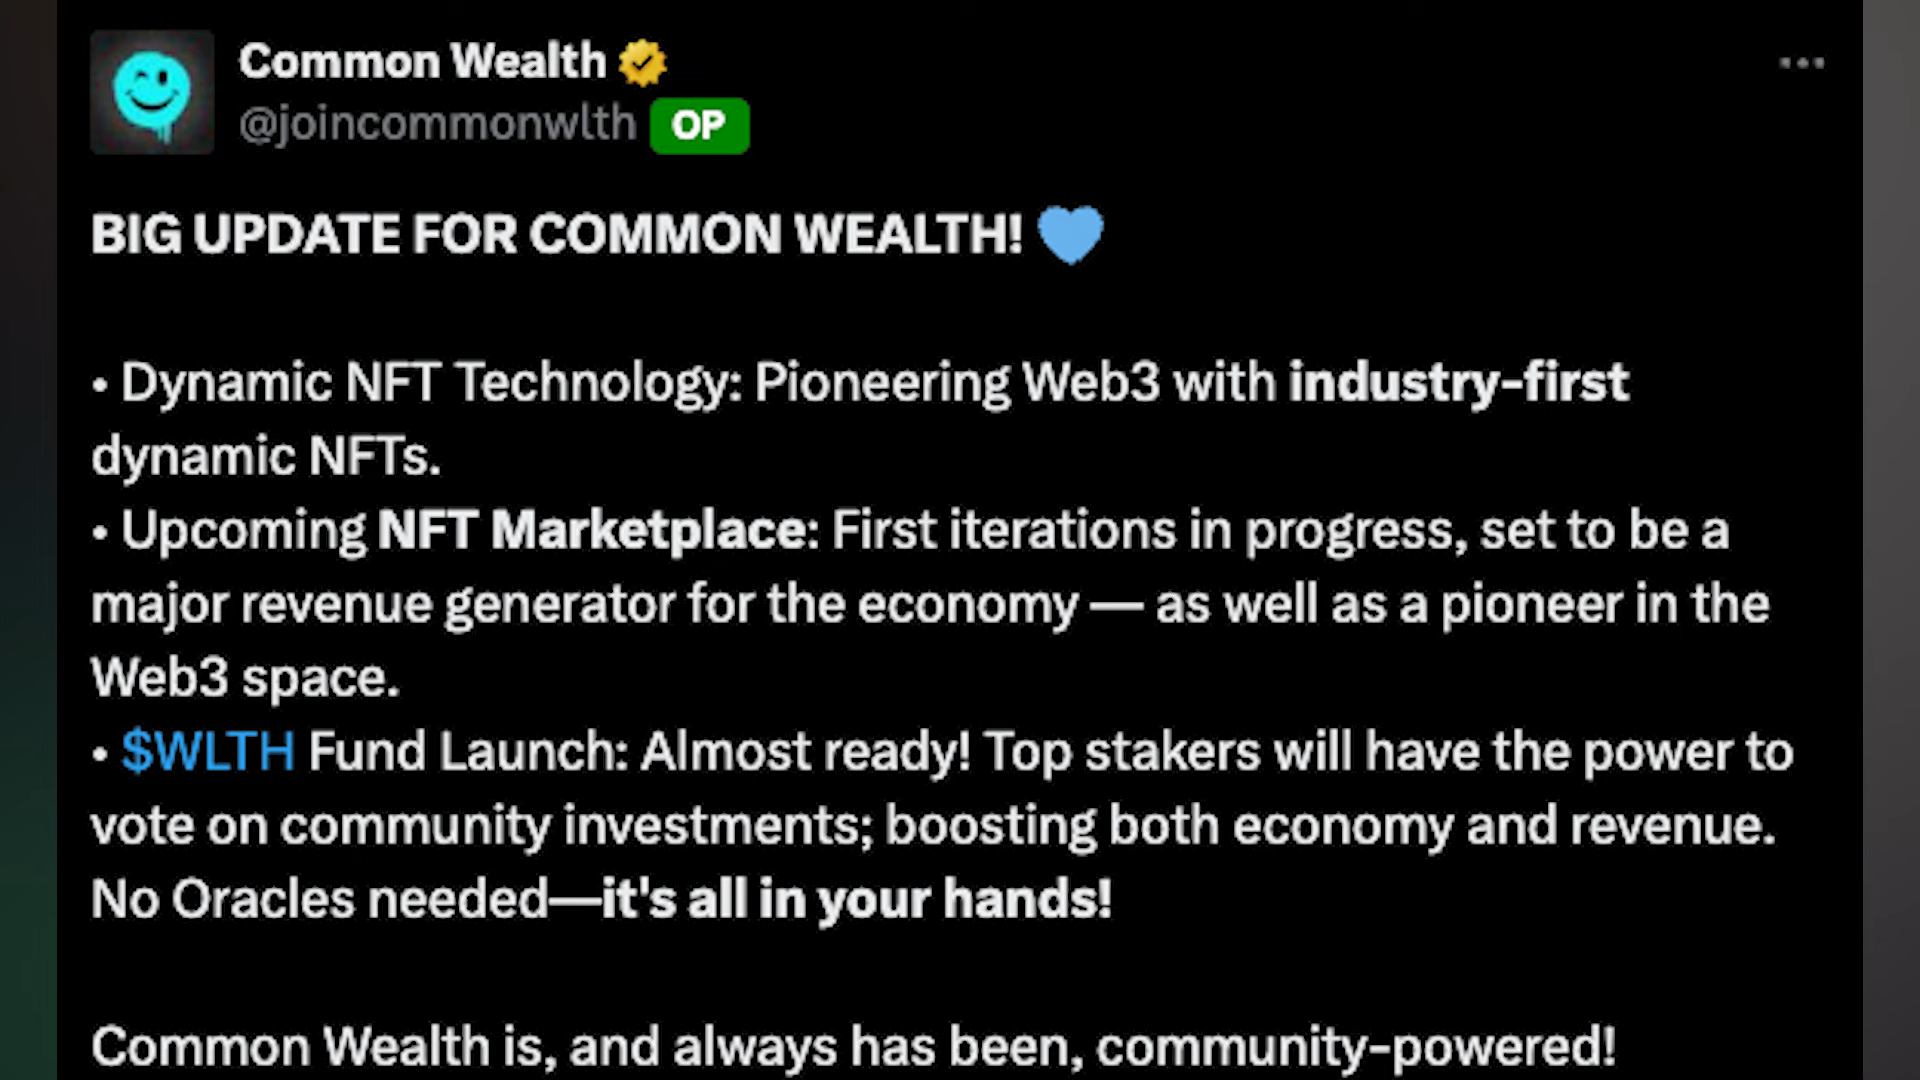 Common Wealth
@joincommonwlth OP
BIG UPDATE FOR COMMON WEALTH! 💙
• Dynamic NFT Technology: Pioneering Web3 with industry-first
dynamic NFTs.
• Upcoming NFT Marketplace: First iterations in progress, set to be a
major revenue generator for the economy — as well as a pioneer in the
Web3 space.
• $WLTH Fund Launch: Almost ready! Top stakers will have the power to
vote on community investments; boosting both economy and revenue.
No Oracles needed—it's all in your hands!
Common Wealth is, and always has been, community-powered!